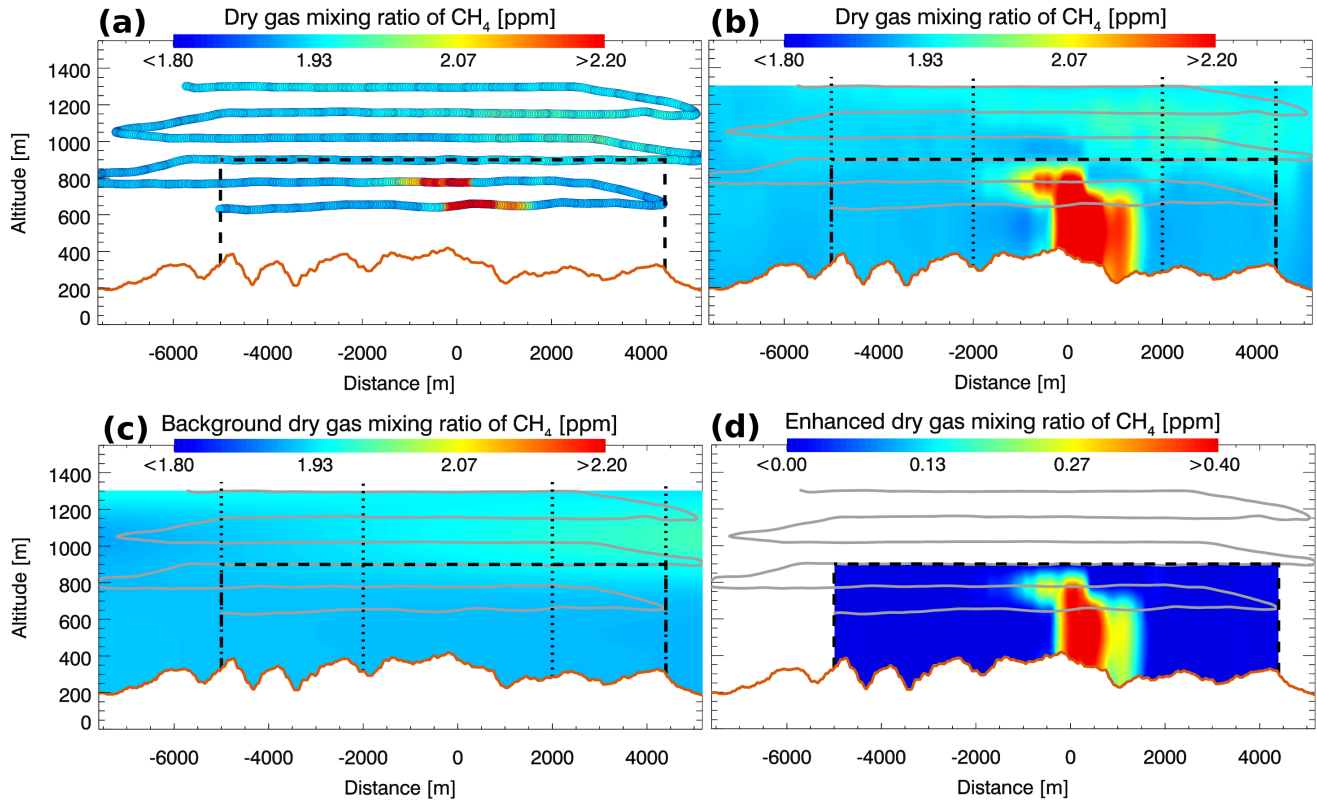 (a) Dry gas mixing ratio of CH4 [ppm]
<1.80 1.93 2.07 >2.20
1400
1200
1000
800
600
400
200
0
Altitude [m]
-6000 -4000 -2000 0 2000 4000
Distance [m]
(b) Dry gas mixing ratio of CH4 [ppm]
<1.80 1.93 2.07 >2.20
-6000 -4000 -2000 0 2000 4000
Distance [m]
(c) Background dry gas mixing ratio of CH4 [ppm]
<1.80 1.93 2.07 >2.20
1400
1200
1000
800
600
400
200
0
Altitude [m]
-6000 -4000 -2000 0 2000 4000
Distance [m]
(d) Enhanced dry gas mixing ratio of CH4 [ppm]
<0.00 0.13 0.27 >0.40
-6000 -4000 -2000 0 2000 4000
Distance [m]